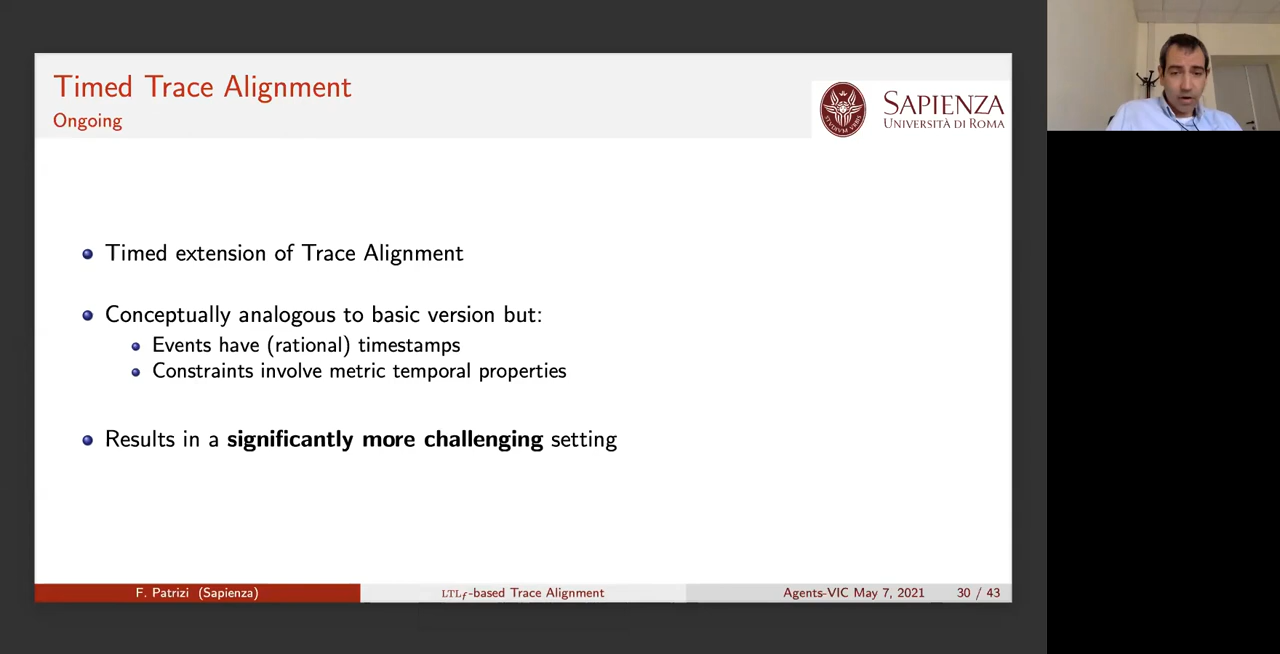 Timed Trace Alignment
Ongoing
SAPIENZA
UNIVERSITÀ DI ROMA
Timed extension of Trace Alignment
Conceptually analogous to basic version but:
Events have (rational) timestamps
Constraints involve metric temporal properties
Results in a significantly more challenging setting
F. Patrizi (Sapienza)
LTLf-based Trace Alignment
Agents-VIC May 7, 2021
30 / 43